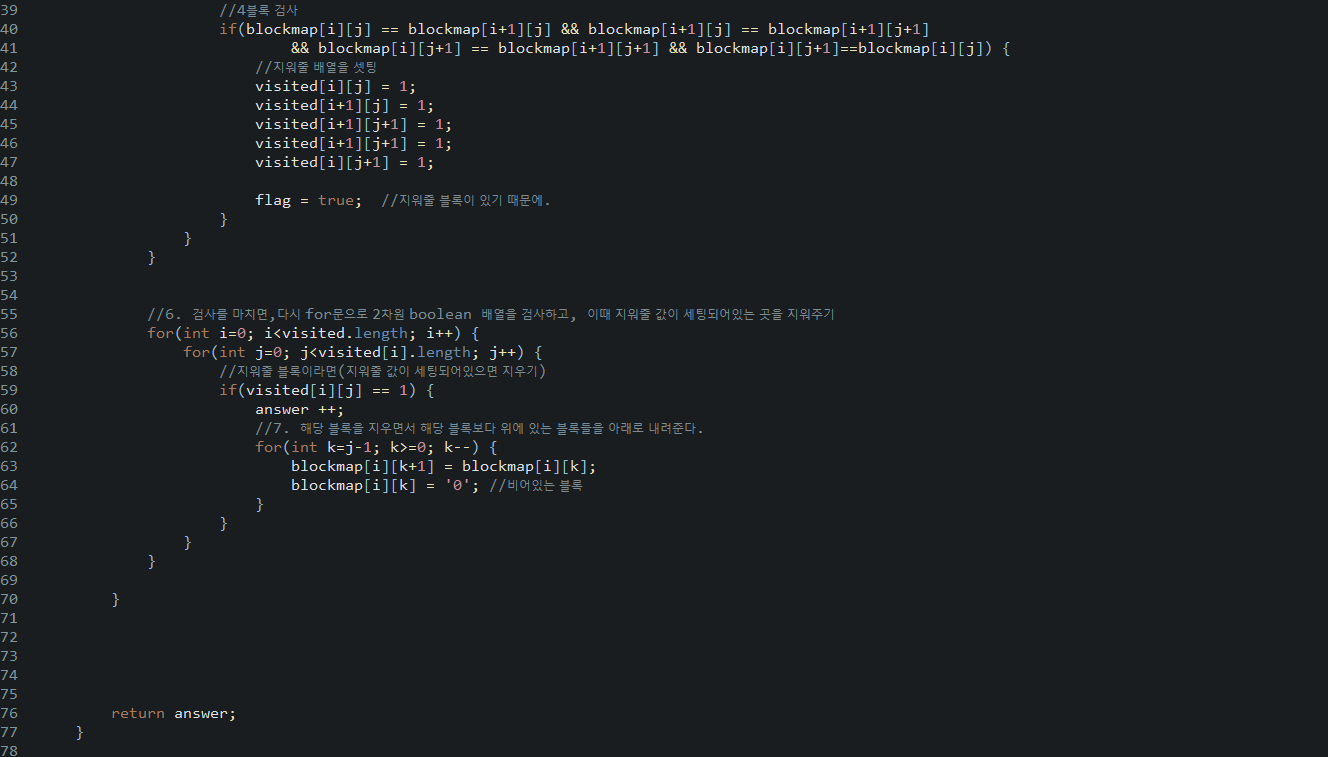 39 //4블록 검사
40 if(blockmap[i][j] == blockmap[i+1][j] && blockmap[i+1][j] == blockmap[i+1][j+1]
41 && blockmap[i][j+1] == blockmap[i+1][j+1] && blockmap[i][j+1]==blockmap[i][j]) {
42 //지워줄 배열을 셋팅
43 visited[i][j] = 1;
44 visited[i+1][j] = 1;
45 visited[i+1][j+1] = 1;
46 visited[i+1][j+1] = 1;
47 visited[i][j+1] = 1;
48
49 flag = true; //지워줄 블록이 있기 때문에.
50 }
51 }
52 }
53
54
55 //6. 검사를 마치면,다시 for문으로 2차원 boolean 배열을 검사하고, 이때 지워줄 값이 세팅되어있는 곳을 지워주기
56 for(int i=0; i<visited.length; i++) {
57 for(int j=0; j<visited[i].length; j++) {
58 //지워줄 블록이라면(지워줄 값이 세팅되어있으면 지우기)
59 if(visited[i][j] == 1) {
60 answer ++;
61 //7. 해당 블록을 지우면서 해당 블록보다 위에 있는 블록들을 아래로 내려준다.
62 for(int k=j-1; k>=0; k--) {
63 blockmap[i][k+1] = blockmap[i][k];
64 blockmap[i][k] = '0'; //비어있는 블록
65 }
66 }
67 }
68 }
69
70 }
71
72
73
74
75
76 return answer;
77 }
78